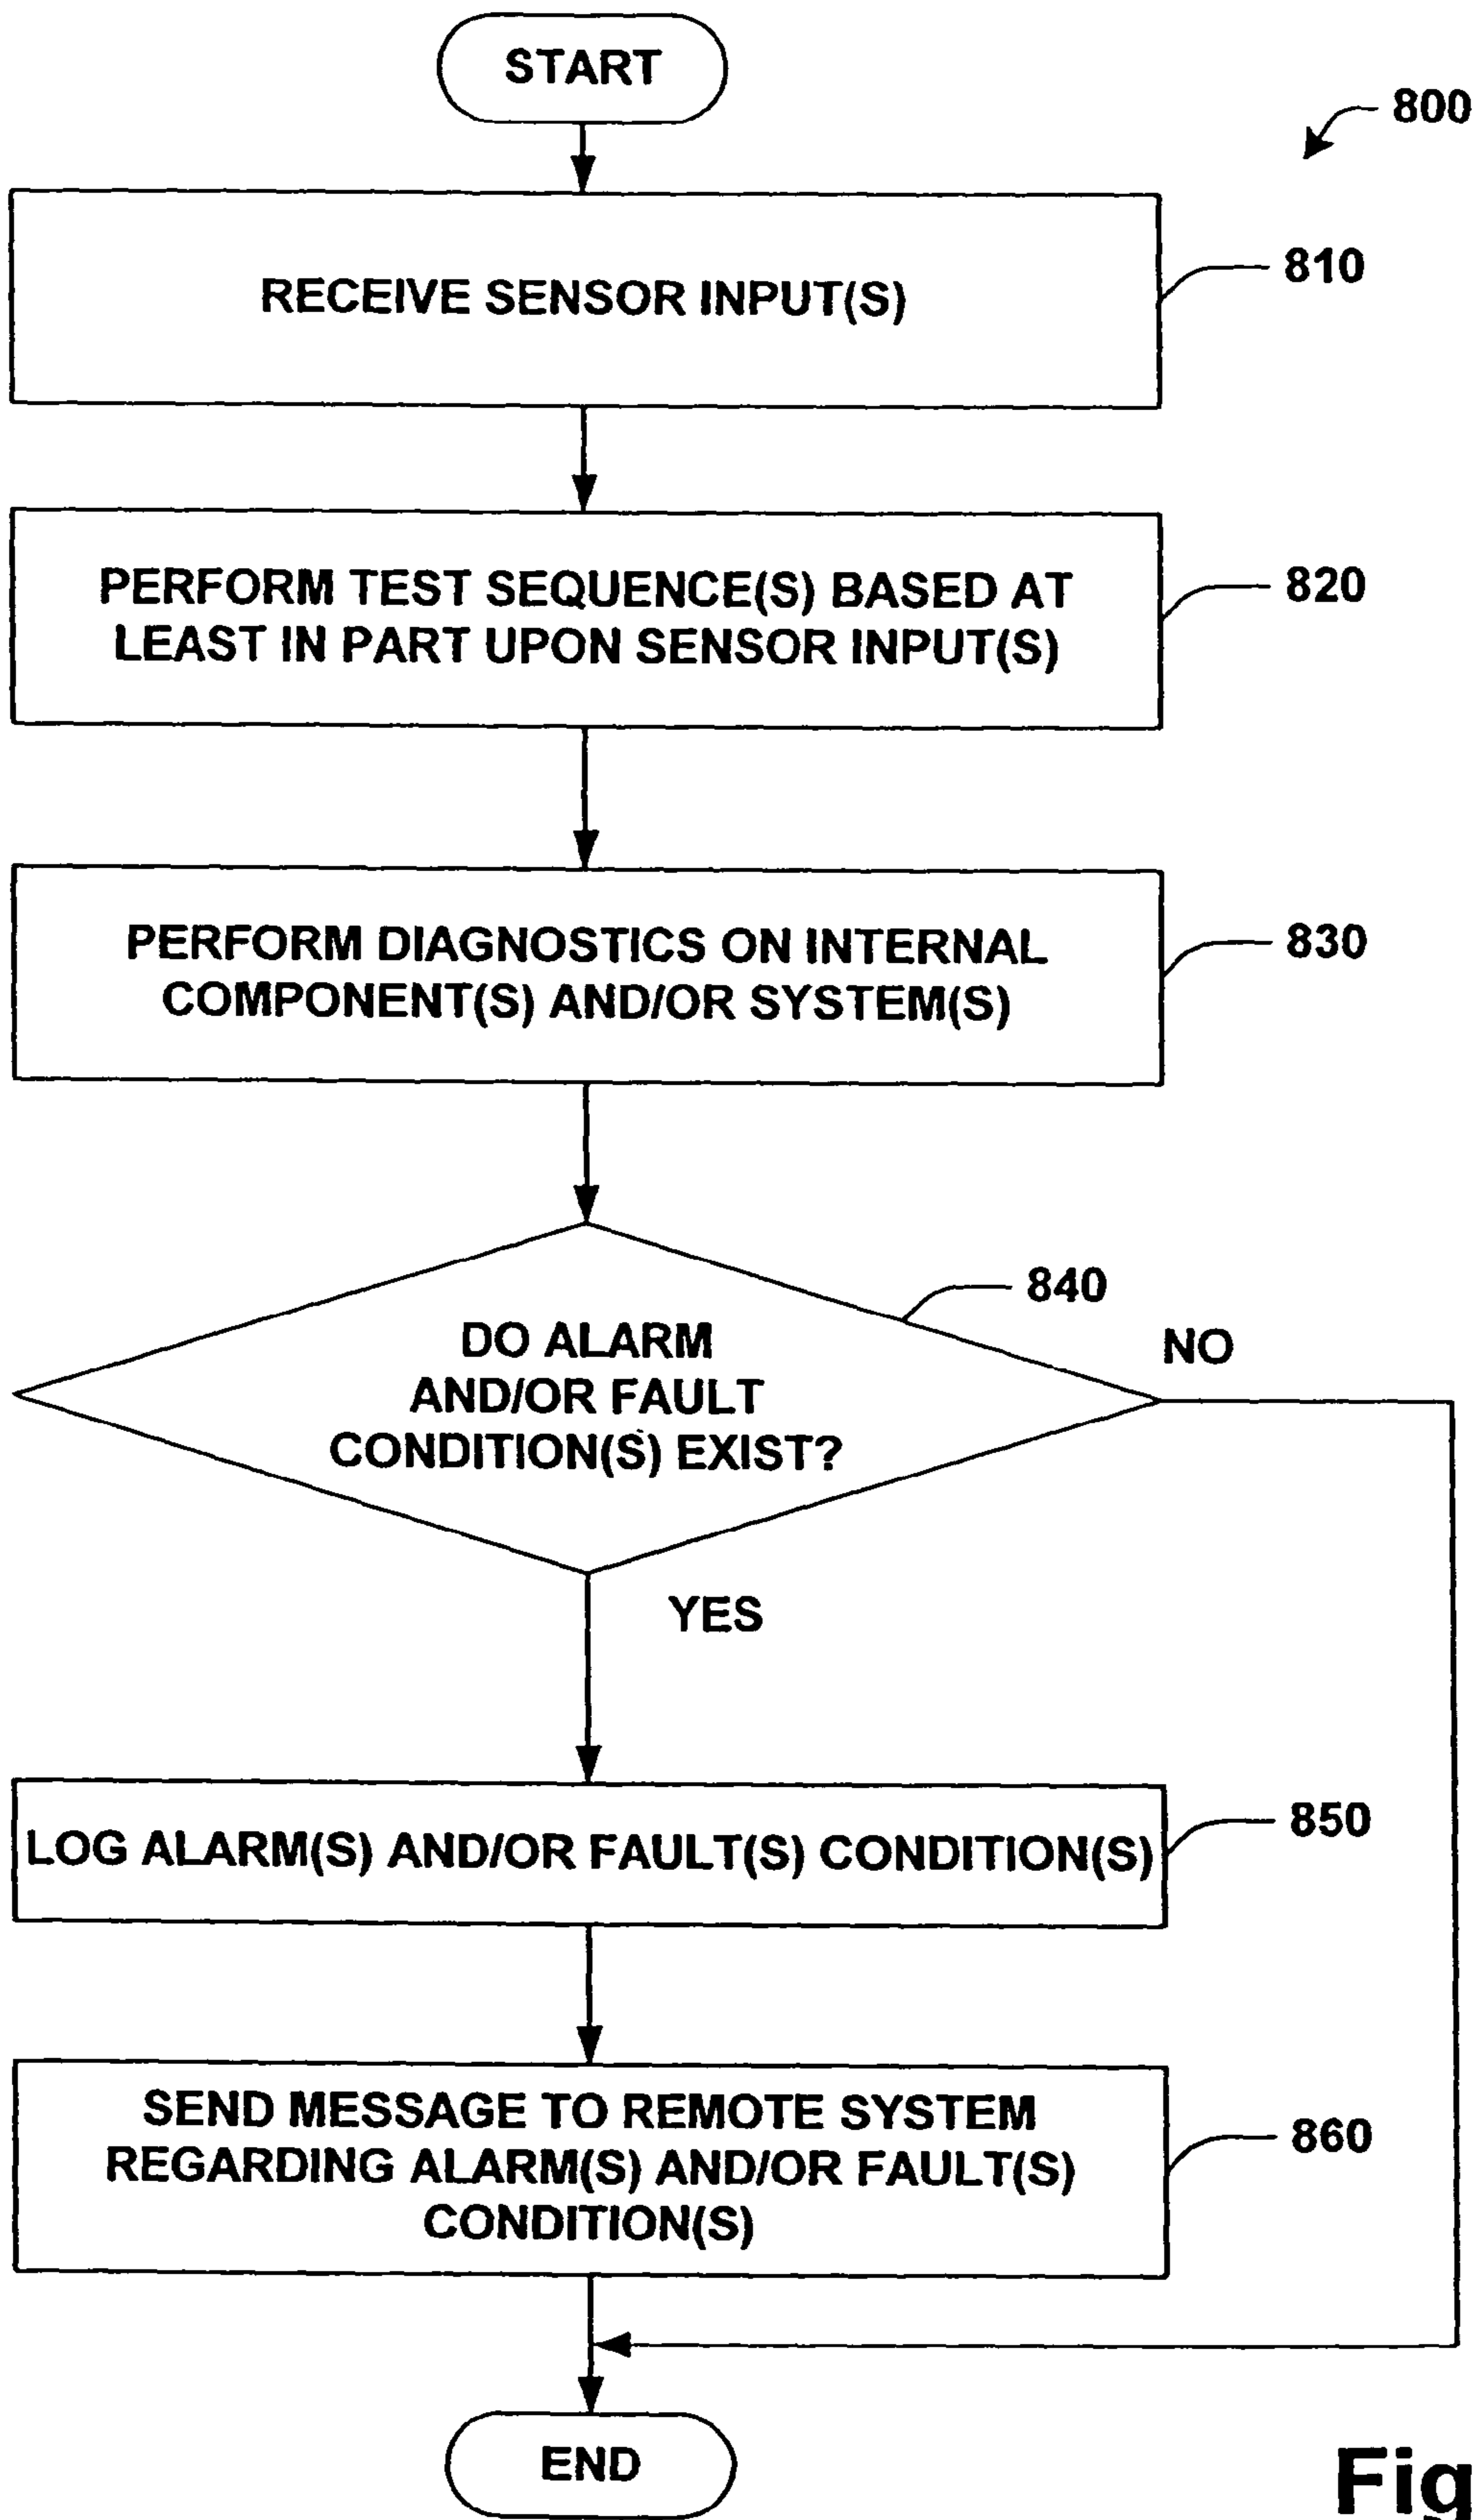 START
800
RECEIVE SENSOR INPUT(S)
810
PERFORM TEST SEQUENCE(S) BASED AT
LEAST IN PART UPON SENSOR INPUT(S)
820
PERFORM DIAGNOSTICS ON INTERNAL
COMPONENT(S) AND/OR SYSTEM(S)
830
840
DO ALARM
AND/OR FAULT
CONDITION(S) EXIST?
NO
YES
LOG ALARM(S) AND/OR FAULT(S) CONDITION(S)
850
SEND MESSAGE TO REMOTE SYSTEM
REGARDING ALARM(S) AND/OR FAULT(S)
CONDITION(S)
860
END
Fig